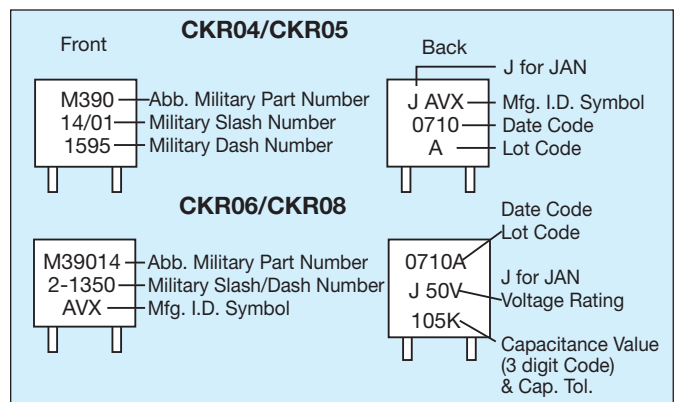 CKR04/CKR05
Front
M390
14/01
1595
Abb. Military Part Number
Military Slash Number
Military Dash Number
Back
J AVX
0710
A
J for JAN
Mfg. I.D. Symbol
Date Code
Lot Code
CKR06/CKR08
M39014
2-1350
AVX
Abb. Military Part Number
Military Slash/Dash Number
Mfg. I.D. Symbol
0710A
J 50V
105K
Date Code
Lot Code
J for JAN
Voltage Rating
Capacitance Value
(3 digit Code)
& Cap. Tol.